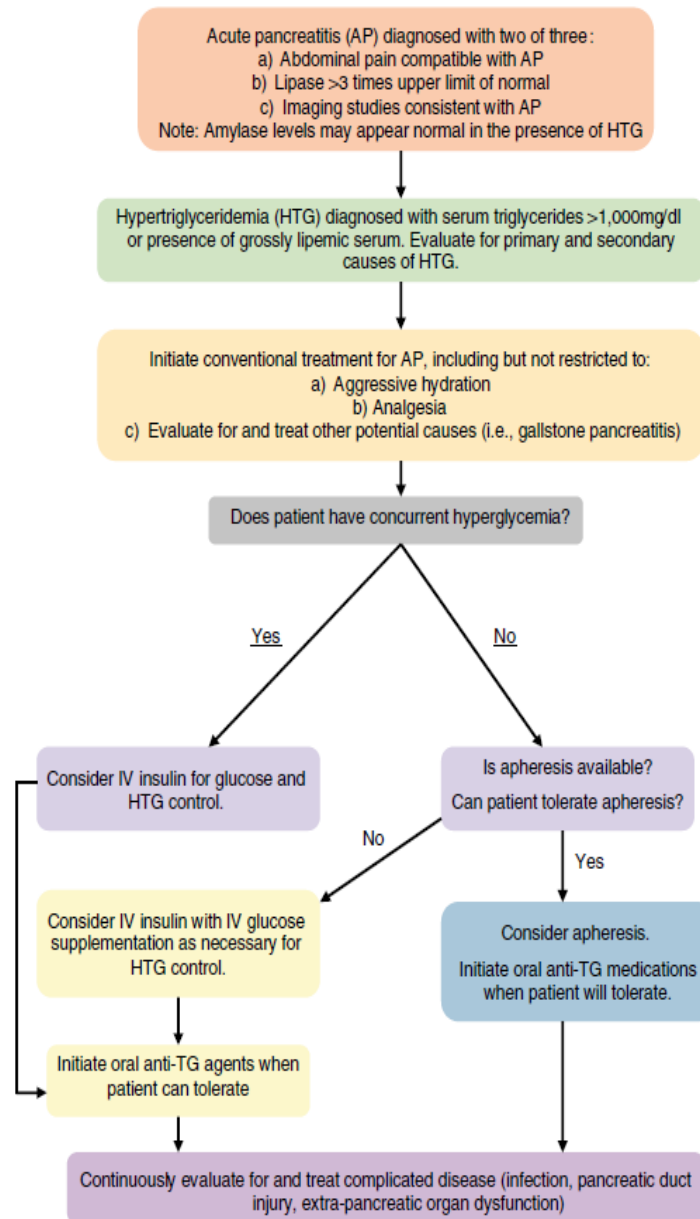 Acute pancreatitis (AP) diagnosed with two of three:
a) Abdominal pain compatible with AP
b) Lipase >3 times upper limit of normal
c) Imaging studies consistent with AP
Note: Amylase levels may appear normal in the presence of HTG
Hypertriglyceridemia (HTG) diagnosed with serum triglycerides >1,000mg/dl
or presence of grossly lipemic serum. Evaluate for primary and secondary
causes of HTG.
Initiate conventional treatment for AP, including but not restricted to:
a) Aggressive hydration
b) Analgesia
c) Evaluate for and treat other potential causes (i.e., gallstone pancreatitis)
Does patient have concurrent hyperglycemia?
Yes
No
Consider IV insulin for glucose and
HTG control.
Is apheresis available?
Can patient tolerate apheresis?
No
Yes
Consider IV insulin with IV glucose
supplementation as necessary for
HTG control.
Consider apheresis.
Initiate oral anti-TG medications
when patient will tolerate.
Initiate oral anti-TG agents when
patient can tolerate
Continuously evaluate for and treat complicated disease (infection, pancreatic duct
injury, extra-pancreatic organ dysfunction)